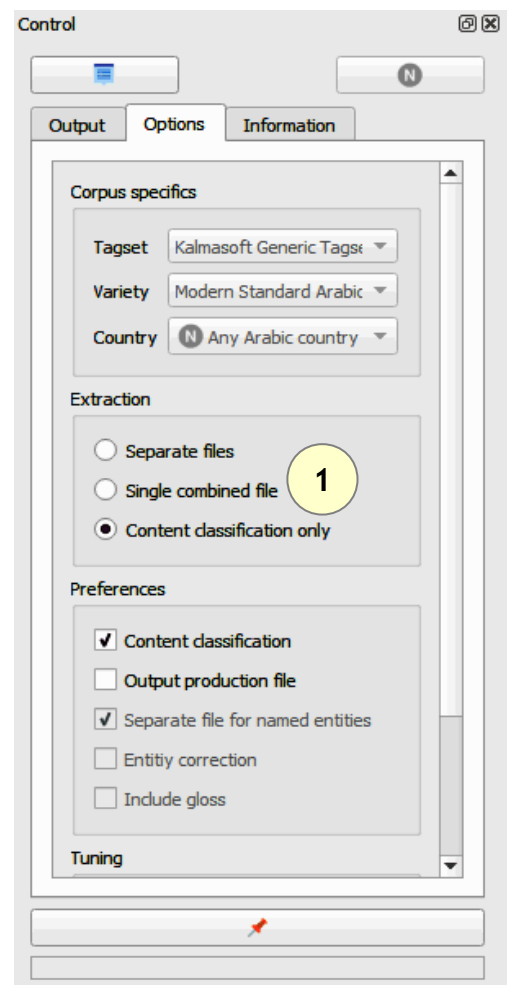 Control
N
Output Options Information
Corpus specifics
Tagset Kalmasoft Generic Tagse
Variety Modern Standard Arabic
Country N Any Arabic country
Extraction
Separate files
Single combined file
1
Content classification only
Preferences
Content classification
Output production file
Separate file for named entities
Entitiy correction
Include gloss
Tuning